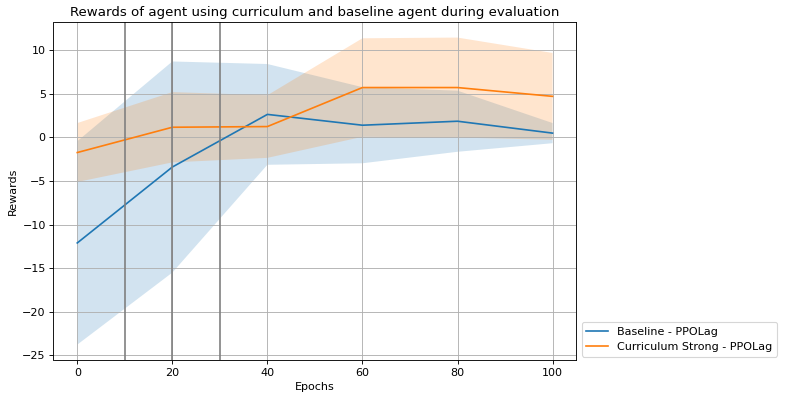 Rewards of agent using curriculum and baseline agent during evaluation
10
5
0
−5
−10
−15
−20
−25
Rewards
0 20 40 60 80 100
Epochs
Baseline - PPOLag
Curriculum Strong - PPOLag